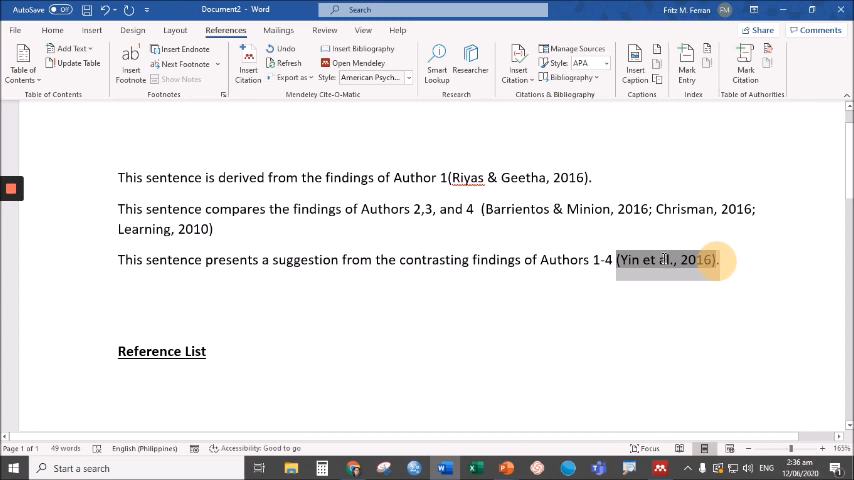 AutoSave Off Document2 - Word Search Fritz M. Ferran FM
File Home Insert Design Layout References Mailings Review View Help Share Comments
Table of Contents Add Text Update Table
ab Insert Footnote Insert Endnote Next Footnote Show Notes
Insert Citation Undo Refresh Export as Insert Bibliography Open Mendeley Style: American Psych...
Smart Lookup Researcher
Insert Citation Manage Sources Style: APA Bibliography
Insert Caption Mark Entry Mark Citation
Table of Contents Footnotes Mendeley Cite-O-Matic Research Citations & Bibliography Captions Index Table of Authorities
This sentence is derived from the findings of Author 1(Riyas & Geetha, 2016).
This sentence compares the findings of Authors 2,3, and 4 (Barrientos & Minion, 2016; Chrisman, 2016;
Learning, 2010)
This sentence presents a suggestion from the contrasting findings of Authors 1-4 (Yin et al., 2016).
Reference List
Page 1 of 1 49 words English (Philippines) Accessibility: Good to go Focus 165%
Start a search ENG 2:36 am
12/06/2020